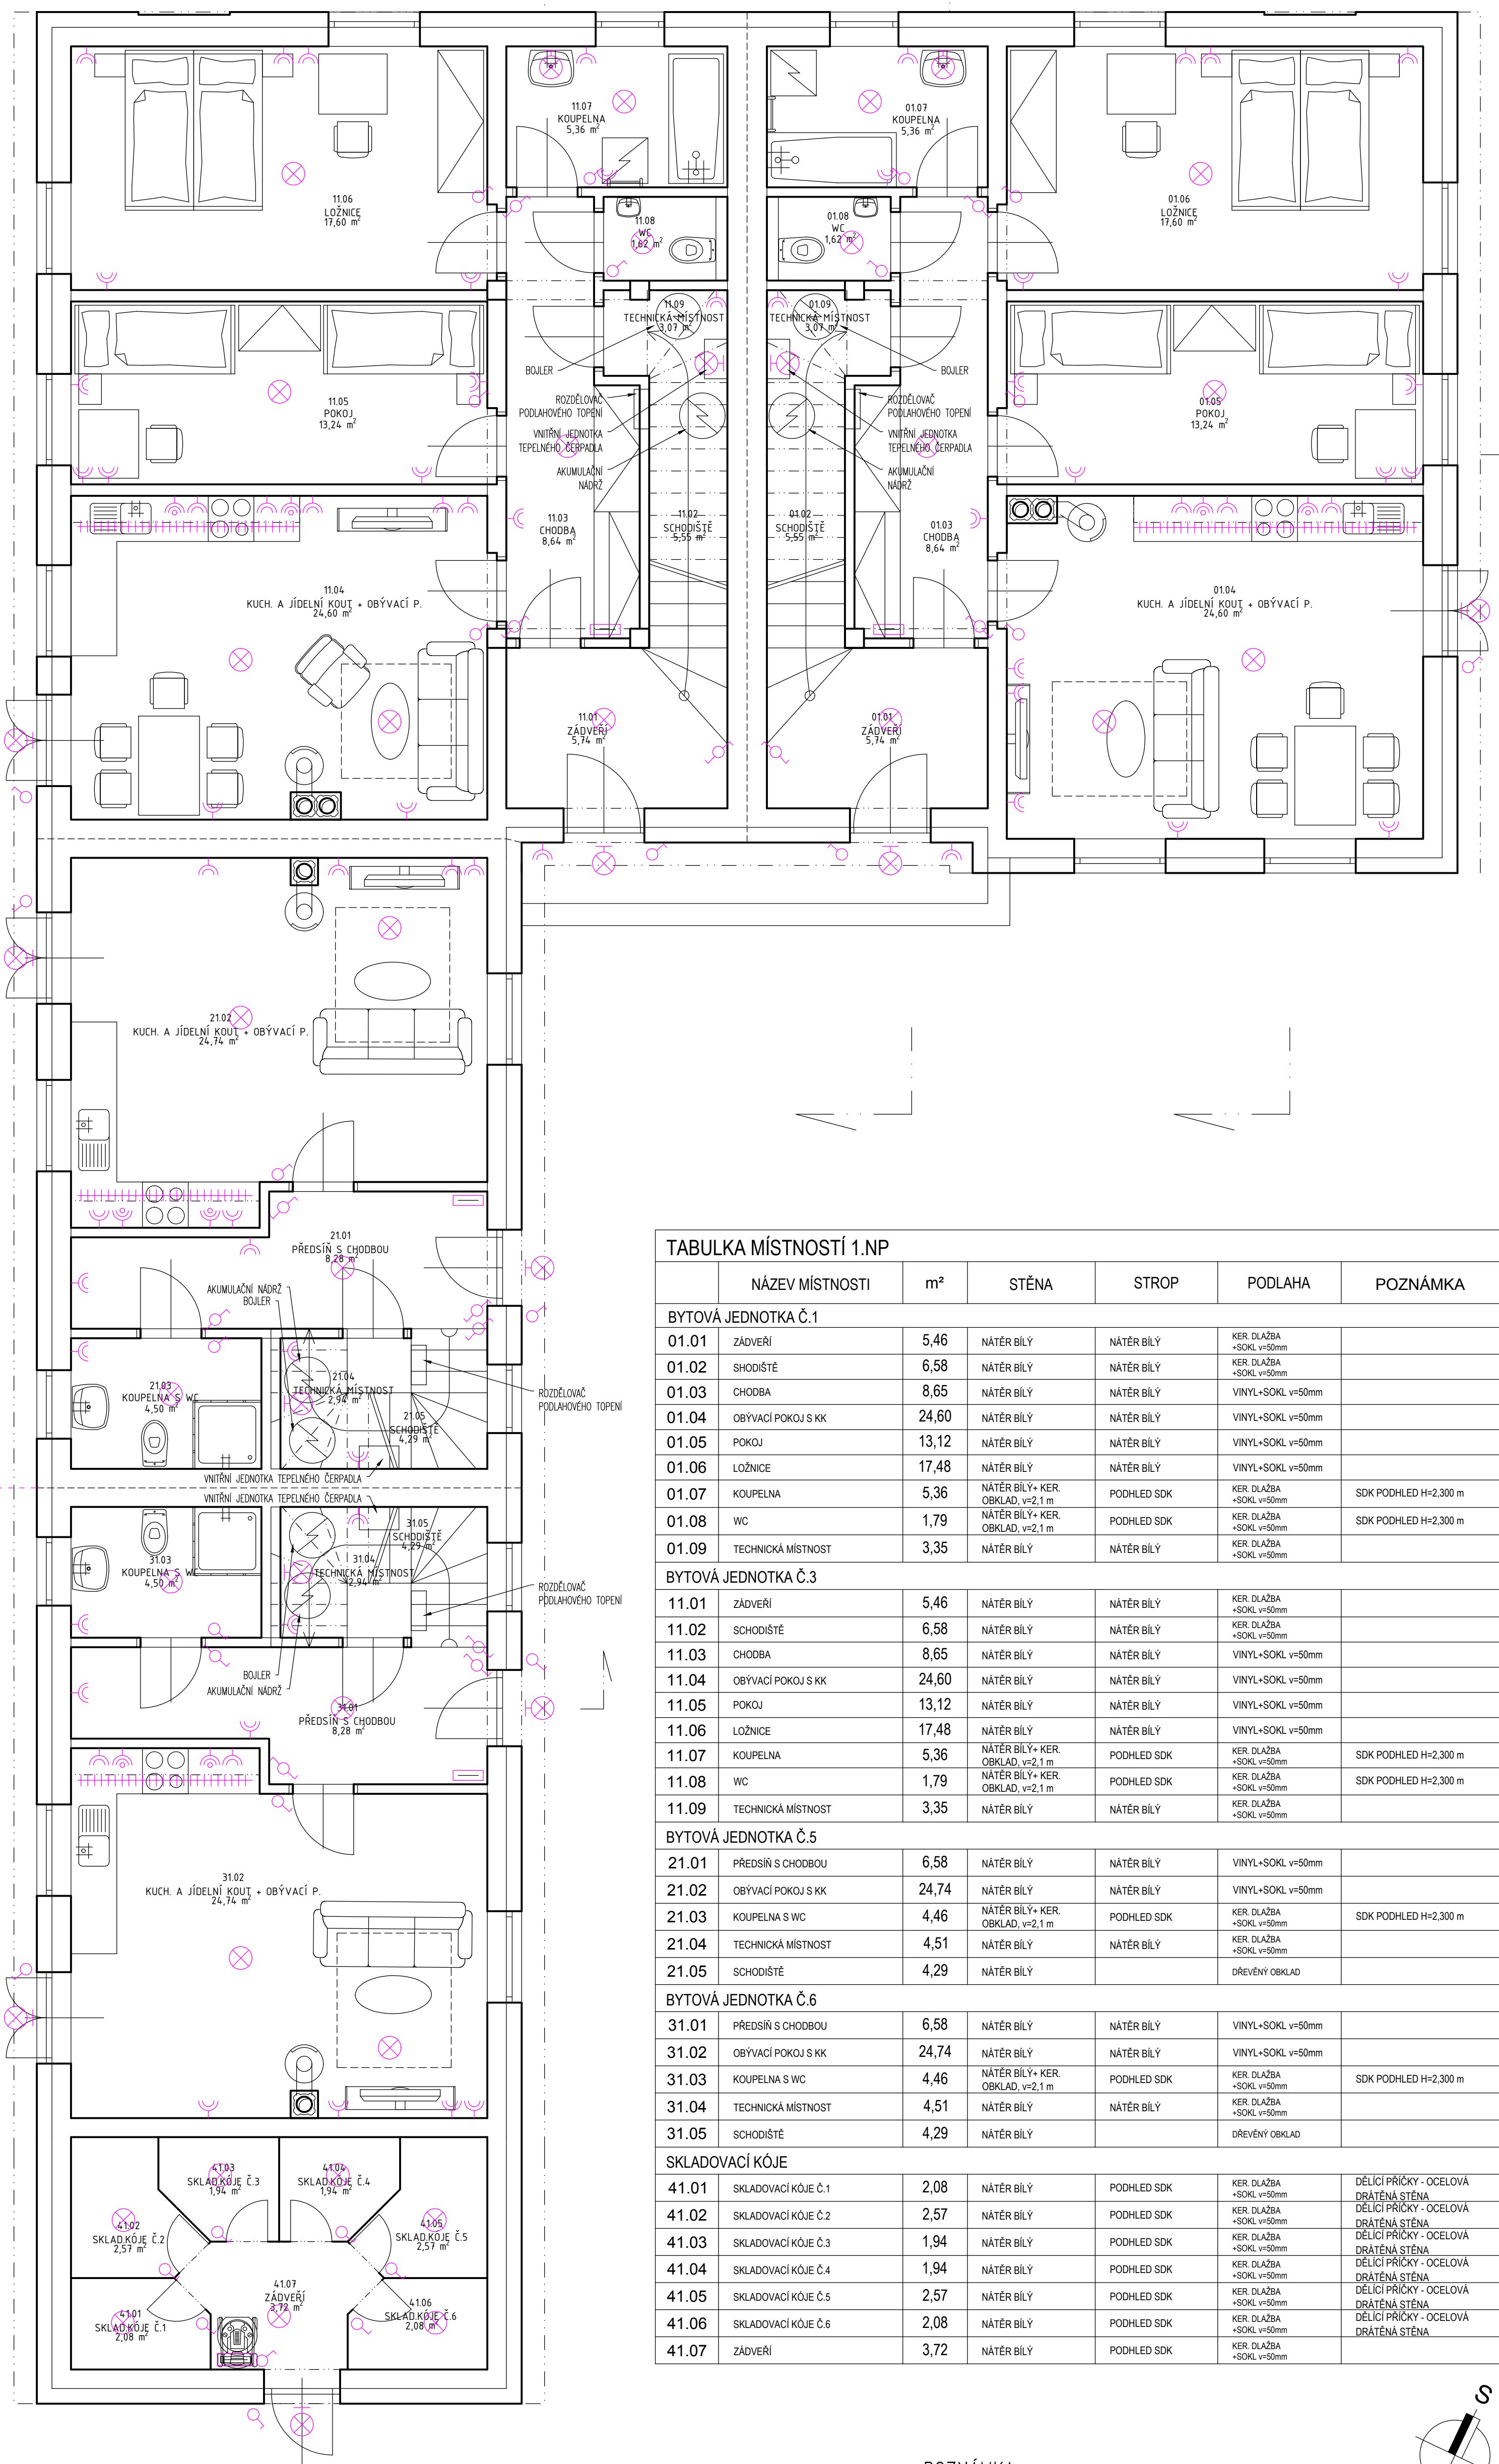 11.07
KOUPELNA
5,36 m²
01.07
KOUPELNA
5,36 m²
11.06
LOŽNICE
17,60 m²
11.08
WC
1,62 m²
01.08
WC
1,62 m²
01.06
LOŽNICE
17,60 m²
11.09
TECHNICKÁ MÍSTNOST
3,07 m²
01.09
TECHNICKÁ MÍSTNOST
3,07 m²
BOJLER
BOJLER
11.05
POKOJ
13,24 m²
ROZDĚLOVAČ
PODLAHOVÉHO TOPENÍ
VNITŘNÍ JEDNOTKA
TEPELNÉHO ČERPADLA
AKUMULAČNÍ
NÁDRŽ
ROZDĚLOVAČ
PODLAHOVÉHO TOPENÍ
VNITŘNÍ JEDNOTKA
TEPELNÉHO ČERPADLA
AKUMULAČNÍ
NÁDRŽ
01.05
POKOJ
13,24 m²
11.03
CHODBA
8,64 m²
11.02
SCHODIŠTĚ
5,55 m²
01.02
SCHODIŠTĚ
5,55 m²
01.03
CHODBA
8,64 m²
11.04
KUCH. A JÍDELNÍ KOUT + OBÝVACÍ P.
24,60 m²
01.04
KUCH. A JÍDELNÍ KOUT + OBÝVACÍ P.
24,60 m²
11.01
ZÁDVEŘÍ
5,74 m²
01.01
ZÁDVEŘÍ
5,74 m²
21.02
KUCH. A JÍDELNÍ KOUT + OBÝVACÍ P.
24,74 m²
21.01
PŘEDSÍŇ S CHODBOU
8,28 m²
AKUMULAČNÍ NÁDRŽ
BOJLER
21.03
KOUPELNA S WC
4,50 m²
21.04
TECHNICKÁ MÍSTNOST
2,94 m²
21.05
SCHODIŠTĚ
4,29 m²
ROZDĚLOVAČ
PODLAHOVÉHO TOPENÍ
VNITŘNÍ JEDNOTKA TEPELNÉHO ČERPADLA
VNITŘNÍ JEDNOTKA TEPELNÉHO ČERPADLA
31.05
SCHODIŠTĚ
4,29 m²
31.03
KOUPELNA S WC
4,50 m²
31.04
TECHNICKÁ MÍSTNOST
2,94 m²
ROZDĚLOVAČ
PODLAHOVÉHO TOPENÍ
BOJLER
AKUMULAČNÍ NÁDRŽ
31.01
PŘEDSÍŇ S CHODBOU
8,28 m²
31.02
KUCH. A JÍDELNÍ KOUT + OBÝVACÍ P.
24,74 m²
41.03
SKLAD.KÓJE Č.3
1,94 m²
41.04
SKLAD.KÓJE Č.4
1,94 m²
41.02
SKLAD.KÓJE Č.2
2,57 m²
41.05
SKLAD.KÓJE Č.5
2,57 m²
41.07
ZÁDVEŘÍ
3,72 m²
41.01
SKLAD.KÓJE Č.1
2,08 m²
41.06
SKLAD.KÓJE Č.6
2,08 m²
TABULKA MÍSTNOSTÍ 1.NP
NÁZEV MÍSTNOSTI m² STĚNA STROP PODLAHA POZNÁMKA
BYTOVÁ JEDNOTKA Č.1
01.01 ZÁDVEŘÍ 5,46 NÁTĚR BÍLÝ NÁTĚR BÍLÝ KER. DLAŽBA +SOKL v=50mm
01.02 SHODIŠTĚ 6,58 NÁTĚR BÍLÝ NÁTĚR BÍLÝ KER. DLAŽBA +SOKL v=50mm
01.03 CHODBA 8,65 NÁTĚR BÍLÝ NÁTĚR BÍLÝ VINYL+SOKL v=50mm
01.04 OBÝVACÍ POKOJ S KK 24,60 NÁTĚR BÍLÝ NÁTĚR BÍLÝ VINYL+SOKL v=50mm
01.05 POKOJ 13,12 NÁTĚR BÍLÝ NÁTĚR BÍLÝ VINYL+SOKL v=50mm
01.06 LOŽNICE 17,48 NÁTĚR BÍLÝ NÁTĚR BÍLÝ VINYL+SOKL v=50mm
01.07 KOUPELNA 5,36 NÁTĚR BÍLÝ+ KER. OBKLAD, v=2,1 m PODHLED SDK KER. DLAŽBA +SOKL v=50mm SDK PODHLED H=2,300 m
01.08 WC 1,79 NÁTĚR BÍLÝ+ KER. OBKLAD, v=2,1 m PODHLED SDK KER. DLAŽBA +SOKL v=50mm SDK PODHLED H=2,300 m
01.09 TECHNICKÁ MÍSTNOST 3,35 NÁTĚR BÍLÝ NÁTĚR BÍLÝ KER. DLAŽBA +SOKL v=50mm
BYTOVÁ JEDNOTKA Č.3
11.01 ZÁDVEŘÍ 5,46 NÁTĚR BÍLÝ NÁTĚR BÍLÝ KER. DLAŽBA +SOKL v=50mm
11.02 SCHODIŠTĚ 6,58 NÁTĚR BÍLÝ NÁTĚR BÍLÝ KER. DLAŽBA +SOKL v=50mm
11.03 CHODBA 8,65 NÁTĚR BÍLÝ NÁTĚR BÍLÝ VINYL+SOKL v=50mm
11.04 OBÝVACÍ POKOJ S KK 24,60 NÁTĚR BÍLÝ NÁTĚR BÍLÝ VINYL+SOKL v=50mm
11.05 POKOJ 13,12 NÁTĚR BÍLÝ NÁTĚR BÍLÝ VINYL+SOKL v=50mm
11.06 LOŽNICE 17,48 NÁTĚR BÍLÝ NÁTĚR BÍLÝ VINYL+SOKL v=50mm
11.07 KOUPELNA 5,36 NÁTĚR BÍLÝ+ KER. OBKLAD, v=2,1 m PODHLED SDK KER. DLAŽBA +SOKL v=50mm SDK PODHLED H=2,300 m
11.08 WC 1,79 NÁTĚR BÍLÝ+ KER. OBKLAD, v=2,1 m PODHLED SDK KER. DLAŽBA +SOKL v=50mm SDK PODHLED H=2,300 m
11.09 TECHNICKÁ MÍSTNOST 3,35 NÁTĚR BÍLÝ NÁTĚR BÍLÝ KER. DLAŽBA +SOKL v=50mm
BYTOVÁ JEDNOTKA Č.5
21.01 PŘEDSÍŇ S CHODBOU 6,58 NÁTĚR BÍLÝ NÁTĚR BÍLÝ VINYL+SOKL v=50mm
21.02 OBÝVACÍ POKOJ S KK 24,74 NÁTĚR BÍLÝ NÁTĚR BÍLÝ VINYL+SOKL v=50mm
21.03 KOUPELNA S WC 4,46 NÁTĚR BÍLÝ+ KER. OBKLAD, v=2,1 m PODHLED SDK KER. DLAŽBA +SOKL v=50mm SDK PODHLED H=2,300 m
21.04 TECHNICKÁ MÍSTNOST 4,51 NÁTĚR BÍLÝ NÁTĚR BÍLÝ KER. DLAŽBA +SOKL v=50mm
21.05 SCHODIŠTĚ 4,29 NÁTĚR BÍLÝ DŘEVĚNÝ OBKLAD
BYTOVÁ JEDNOTKA Č.6
31.01 PŘEDSÍŇ S CHODBOU 6,58 NÁTĚR BÍLÝ NÁTĚR BÍLÝ VINYL+SOKL v=50mm
31.02 OBÝVACÍ POKOJ S KK 24,74 NÁTĚR BÍLÝ NÁTĚR BÍLÝ VINYL+SOKL v=50mm
31.03 KOUPELNA S WC 4,46 NÁTĚR BÍLÝ+ KER. OBKLAD, v=2,1 m PODHLED SDK KER. DLAŽBA +SOKL v=50mm SDK PODHLED H=2,300 m
31.04 TECHNICKÁ MÍSTNOST 4,51 NÁTĚR BÍLÝ NÁTĚR BÍLÝ KER. DLAŽBA +SOKL v=50mm
31.05 SCHODIŠTĚ 4,29 NÁTĚR BÍLÝ DŘEVĚNÝ OBKLAD
SKLADOVACÍ KÓJE
41.01 SKLADOVACÍ KÓJE Č.1 2,08 NÁTĚR BÍLÝ PODHLED SDK KER. DLAŽBA +SOKL v=50mm DĚLÍCÍ PŘÍČKY - OCELOVÁ DRÁTĚNÁ STĚNA
41.02 SKLADOVACÍ KÓJE Č.2 2,57 NÁTĚR BÍLÝ PODHLED SDK KER. DLAŽBA +SOKL v=50mm DĚLÍCÍ PŘÍČKY - OCELOVÁ DRÁTĚNÁ STĚNA
41.03 SKLADOVACÍ KÓJE Č.3 1,94 NÁTĚR BÍLÝ PODHLED SDK KER. DLAŽBA +SOKL v=50mm DĚLÍCÍ PŘÍČKY - OCELOVÁ DRÁTĚNÁ STĚNA
41.04 SKLADOVACÍ KÓJE Č.4 1,94 NÁTĚR BÍLÝ PODHLED SDK KER. DLAŽBA +SOKL v=50mm DĚLÍCÍ PŘÍČKY - OCELOVÁ DRÁTĚNÁ STĚNA
41.05 SKLADOVACÍ KÓJE Č.5 2,57 NÁTĚR BÍLÝ PODHLED SDK KER. DLAŽBA +SOKL v=50mm DĚLÍCÍ PŘÍČKY - OCELOVÁ DRÁTĚNÁ STĚNA
41.06 SKLADOVACÍ KÓJE Č.6 2,08 NÁTĚR BÍLÝ PODHLED SDK KER. DLAŽBA +SOKL v=50mm DĚLÍCÍ PŘÍČKY - OCELOVÁ DRÁTĚNÁ STĚNA
41.07 ZÁDVEŘÍ 3,72 NÁTĚR BÍLÝ PODHLED SDK KER. DLAŽBA +SOKL v=50mm
S